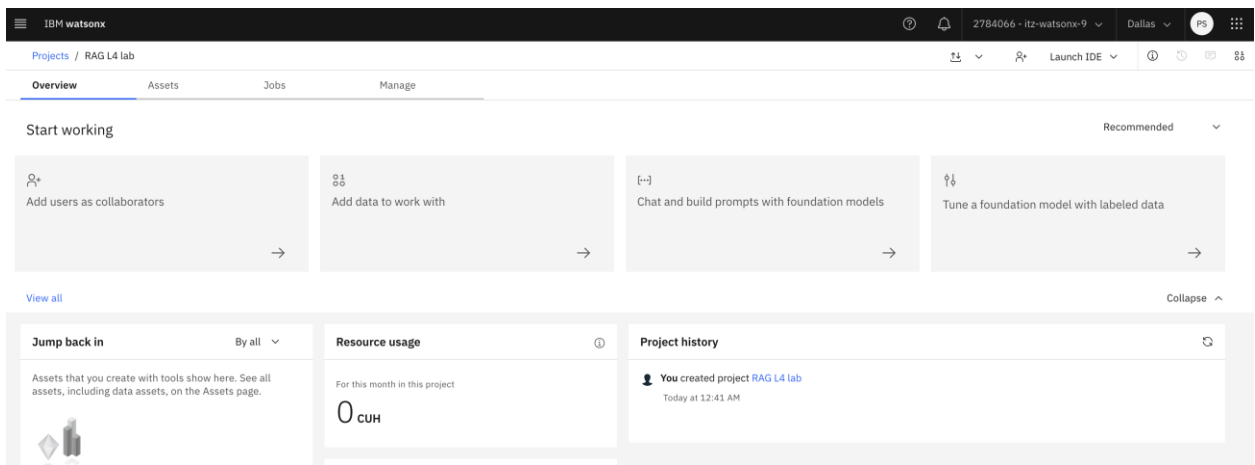 IBM watsonx
2784066 - itz-watsonx-9
Dallas
PS
Projects / RAG L4 lab
Launch IDE
Overview
Assets
Jobs
Manage
Start working
Recommended
Add users as collaborators
Add data to work with
Chat and build prompts with foundation models
Tune a foundation model with labeled data
View all
Collapse
Jump back in
By all
Assets that you create with tools show here. See all
assets, including data assets, on the Assets page.
Resource usage
For this month in this project
0 CUH
Project history
You created project RAG L4 lab
Today at 12:41 AM